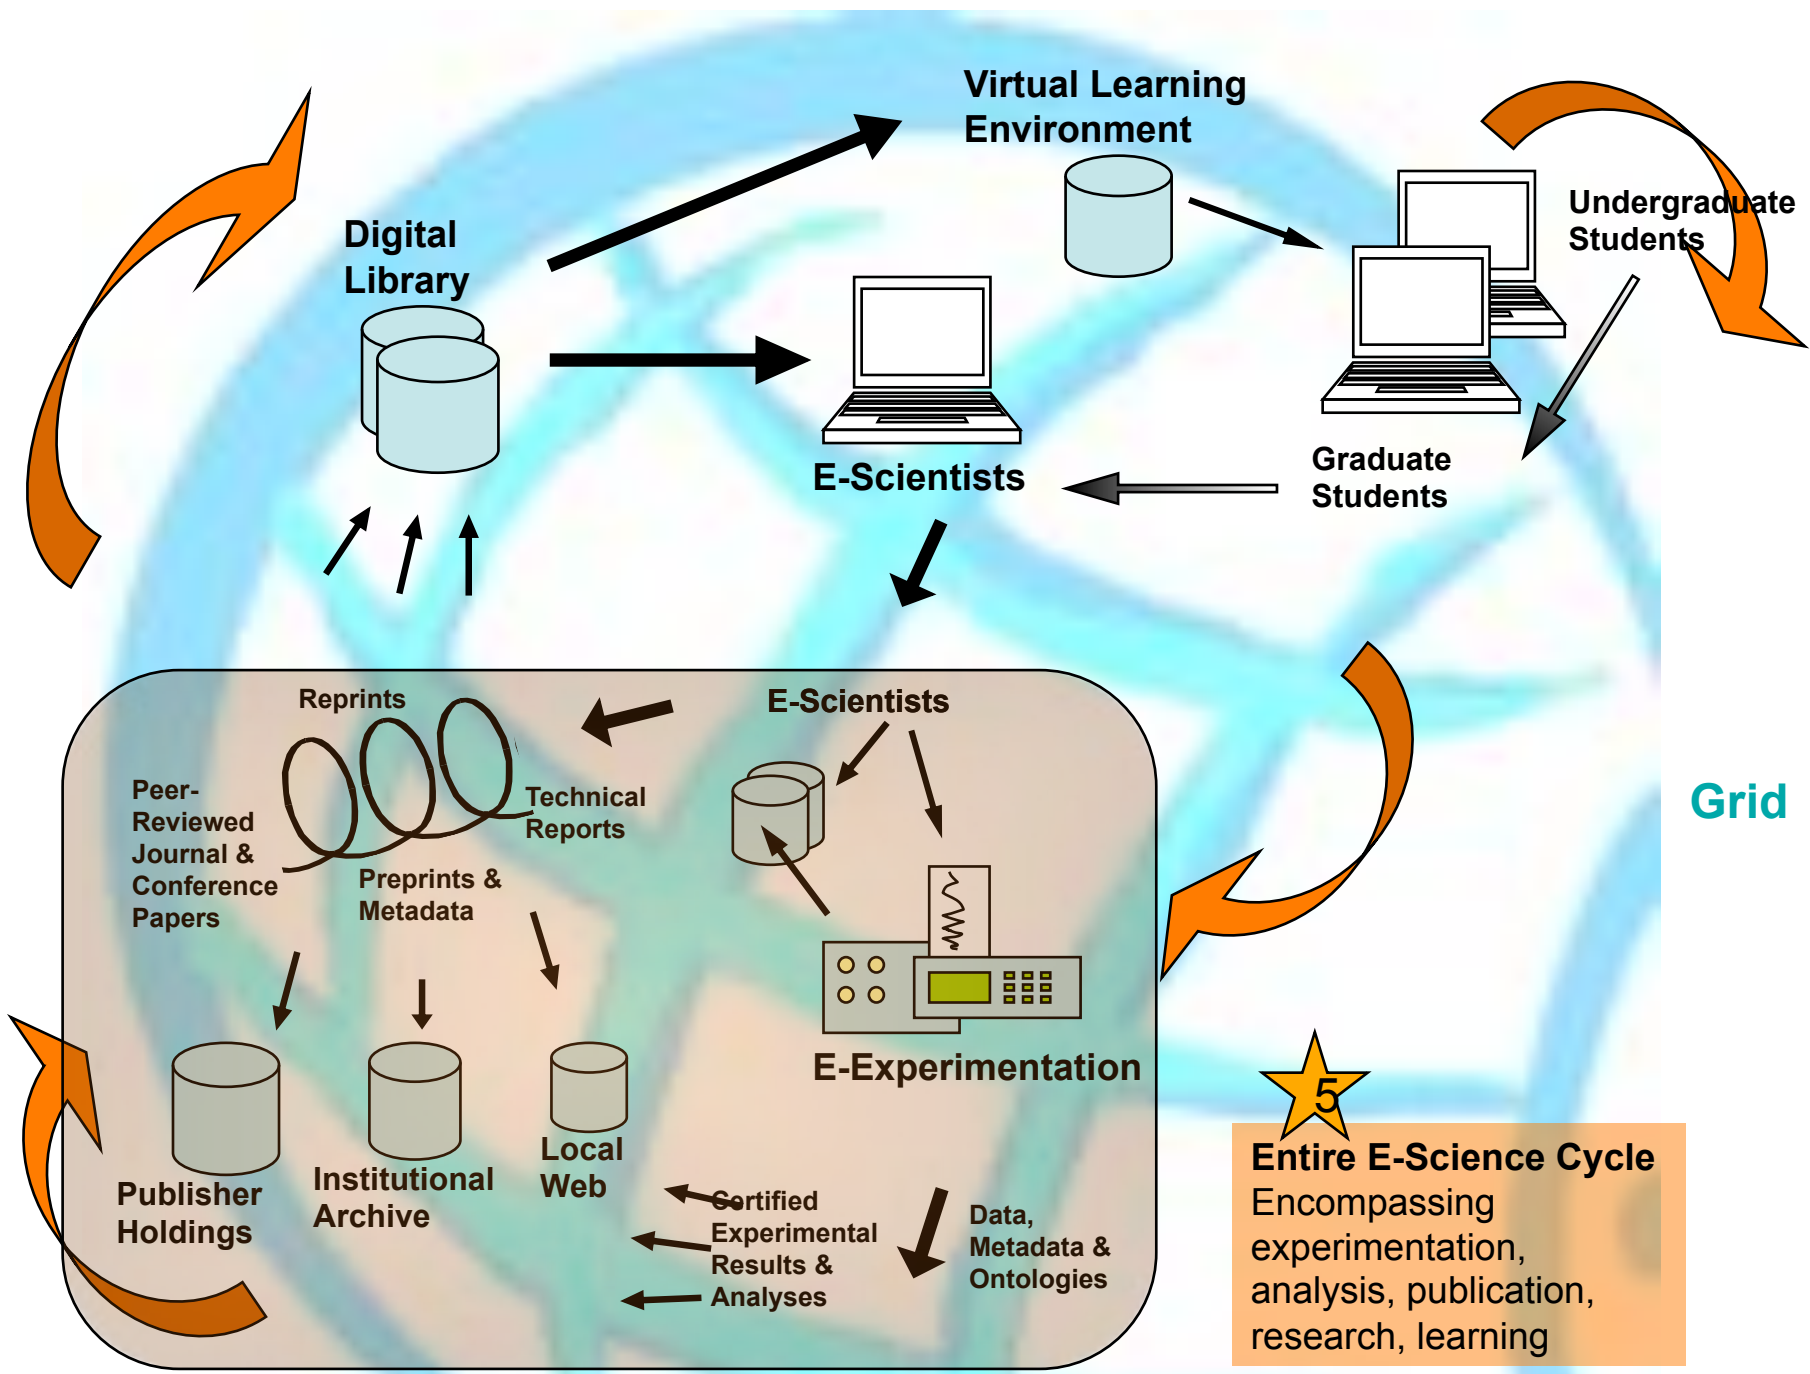 Virtual Learning
Environment
Undergraduate
Students
Digital
Library
E-Scientists
Graduate
Students
Reprints
E-Scientists
Peer-
Reviewed
Journal &
Conference
Papers
Technical
Reports
Preprints &
Metadata
Grid
E-Experimentation
5
Publisher
Holdings
Institutional
Archive
Local
Web
Certified
Experimental
Results &
Analyses
Data,
Metadata &
Ontologies
Entire E-Science Cycle
Encompassing
experimentation,
analysis, publication,
research, learning